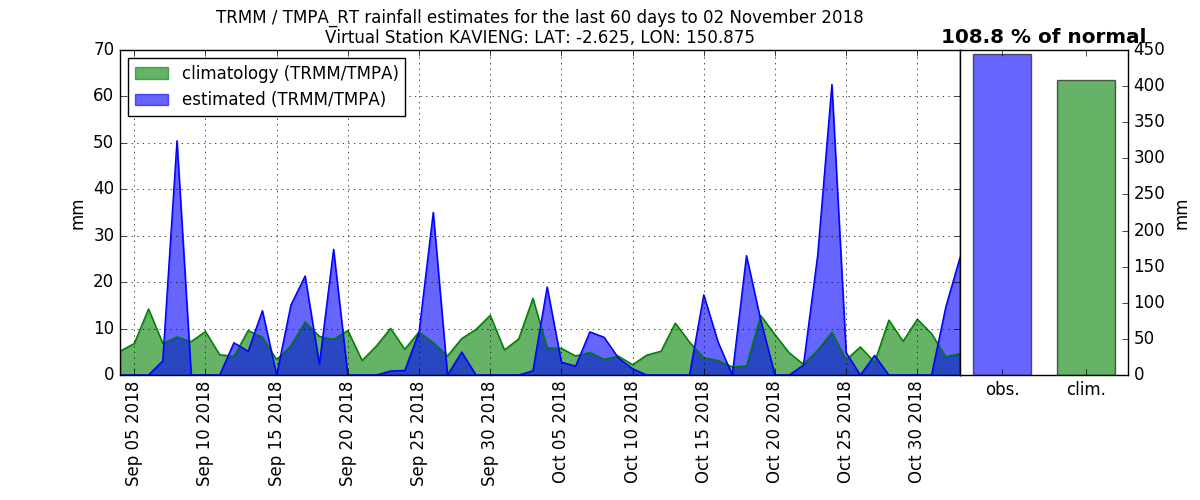 TRMM / TMPA_RT rainfall estimates for the last 60 days to 02 November 2018
Virtual Station KAVIENG: LAT: -2.625, LON: 150.875
108.8 % of normal
climatology (TRMM/TMPA)
estimated (TRMM/TMPA)
70
60
50
40
30
20
10
0
mm
Sep 05 2018
Sep 10 2018
Sep 15 2018
Sep 20 2018
Sep 25 2018
Sep 30 2018
Oct 05 2018
Oct 10 2018
Oct 15 2018
Oct 20 2018
Oct 25 2018
Oct 30 2018
obs.
clim.
450
400
350
300
250
200
150
100
50
0
mm